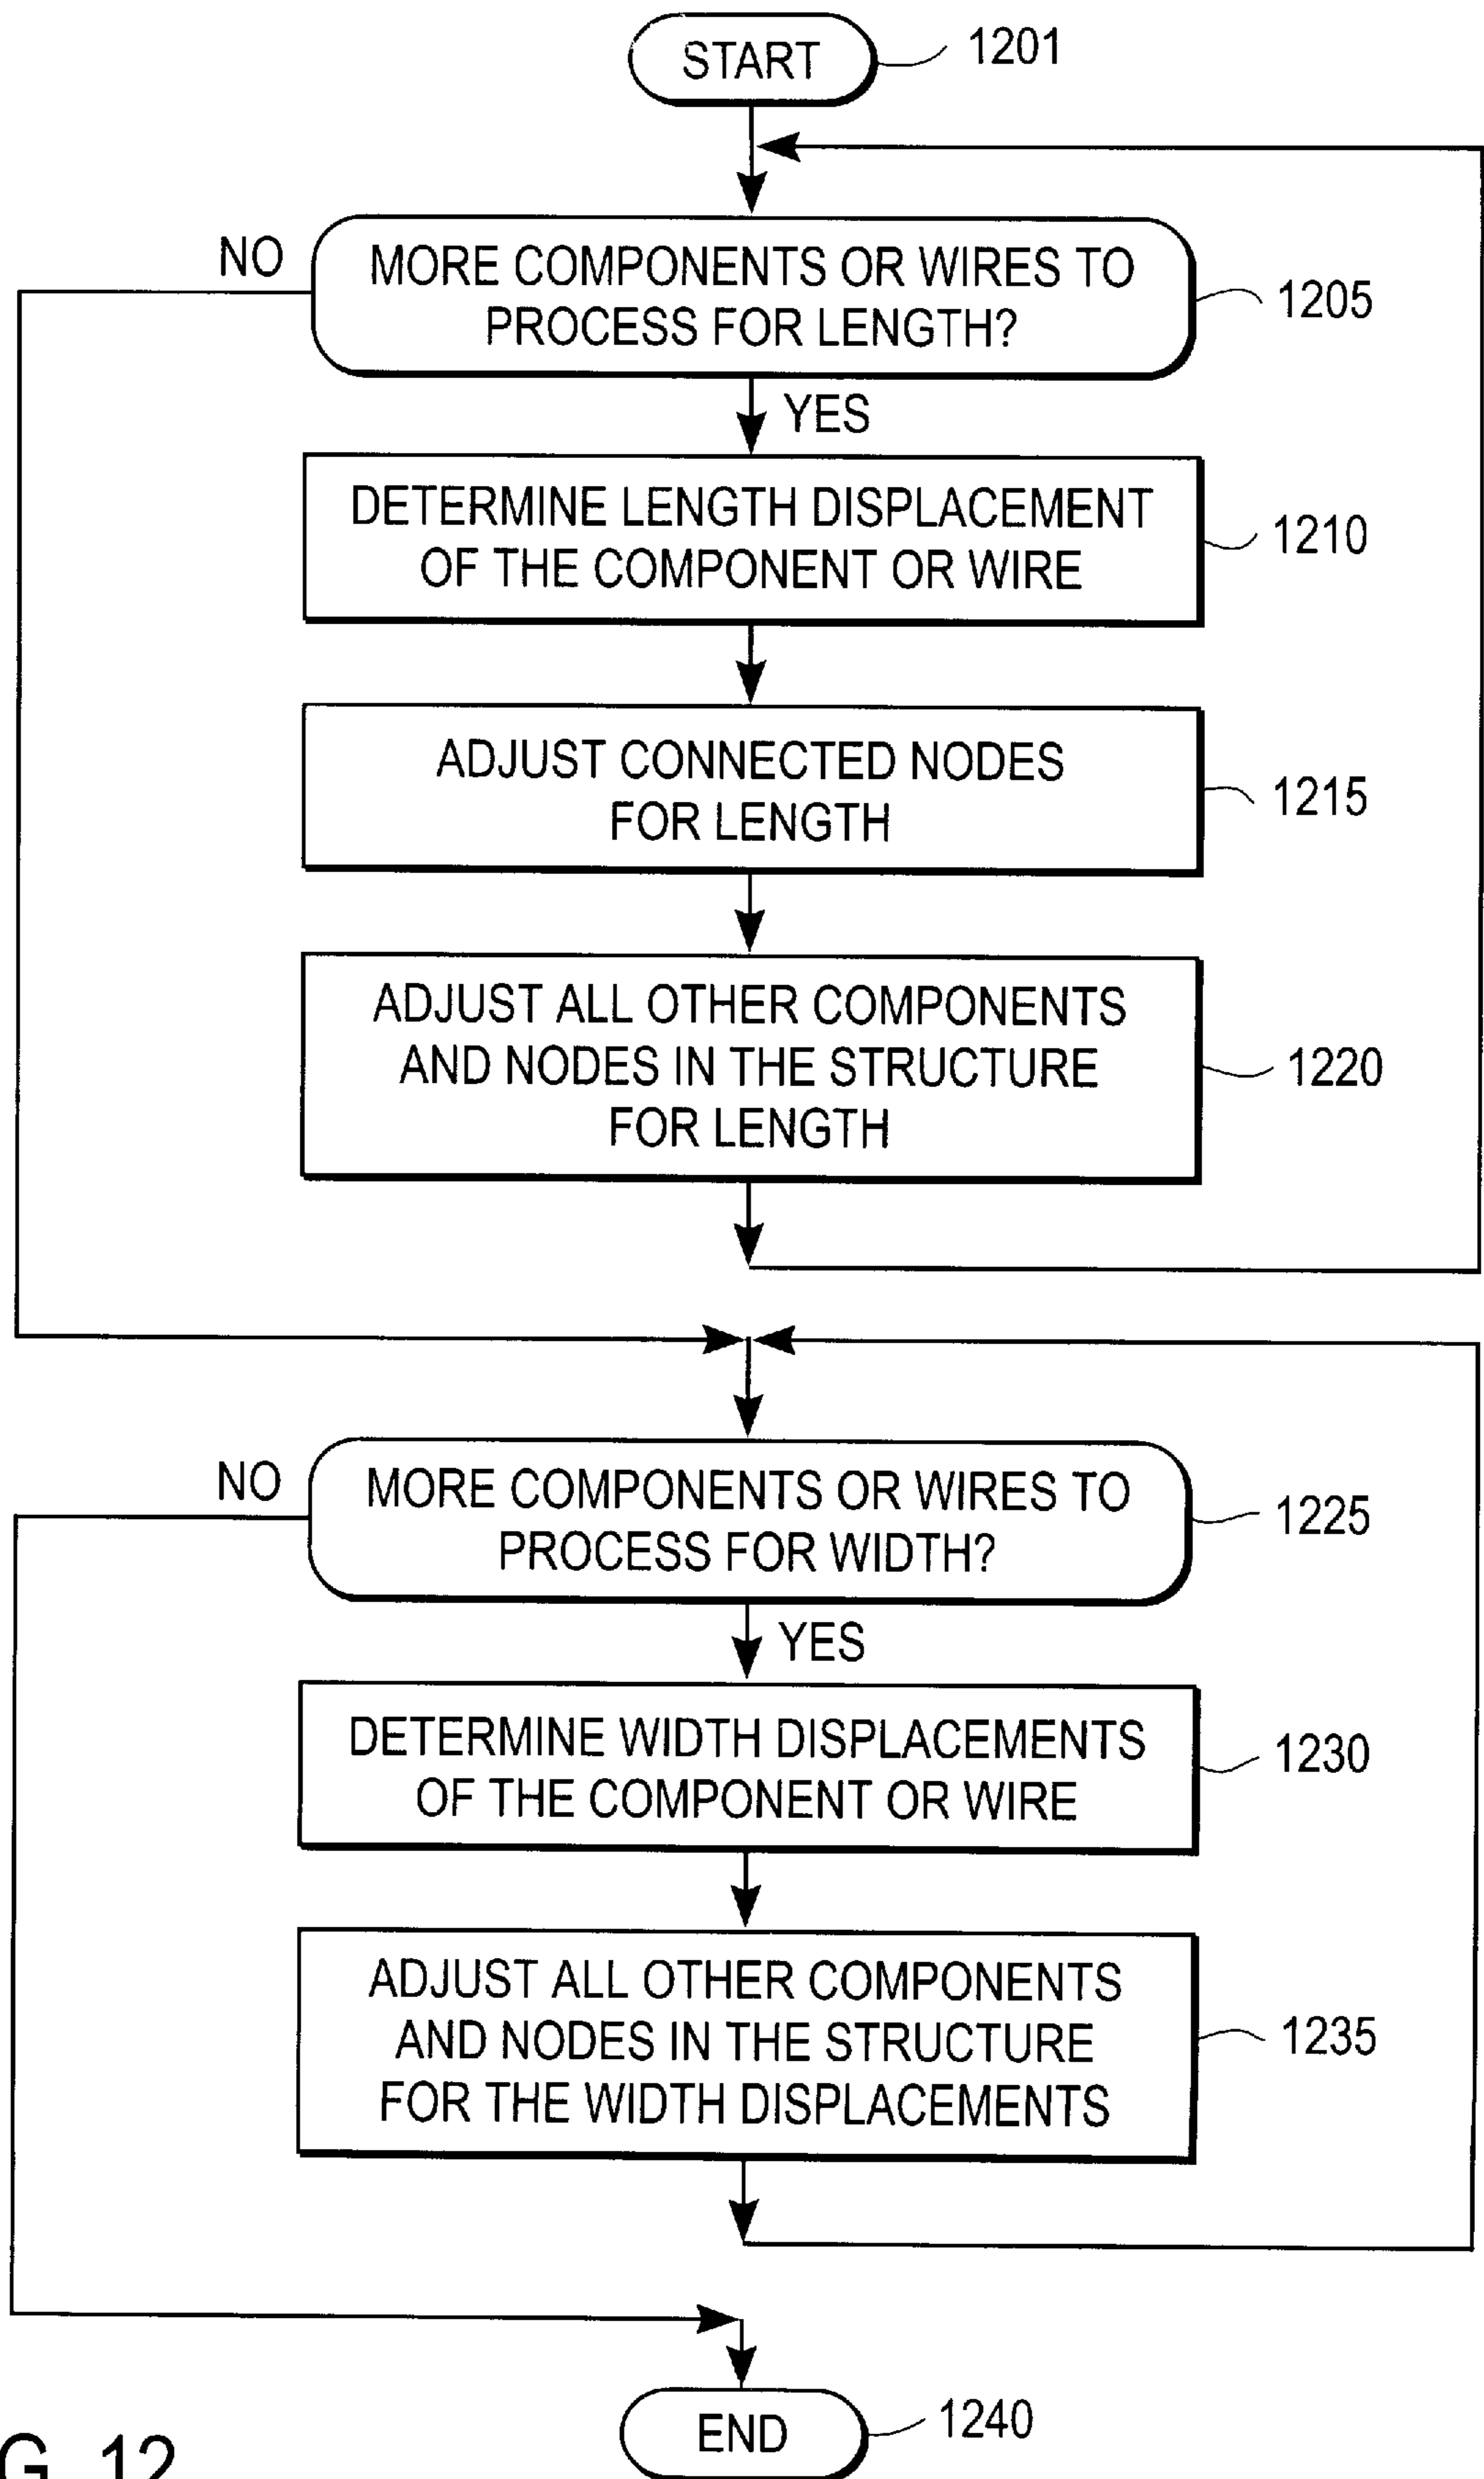 START
1201
NO
MORE COMPONENTS OR WIRES TO
PROCESS FOR LENGTH?
1205
YES
DETERMINE LENGTH DISPLACEMENT
OF THE COMPONENT OR WIRE
1210
ADJUST CONNECTED NODES
FOR LENGTH
1215
ADJUST ALL OTHER COMPONENTS
AND NODES IN THE STRUCTURE
FOR LENGTH
1220
NO
MORE COMPONENTS OR WIRES TO
PROCESS FOR WIDTH?
1225
YES
DETERMINE WIDTH DISPLACEMENTS
OF THE COMPONENT OR WIRE
1230
ADJUST ALL OTHER COMPONENTS
AND NODES IN THE STRUCTURE
FOR THE WIDTH DISPLACEMENTS
1235
END
1240
G. 12